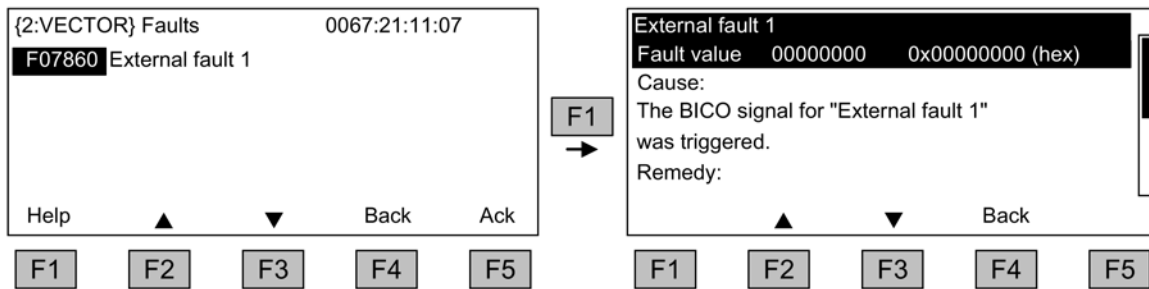 {2:VECTOR} Faults 0067:21:11:07
F07860 External fault 1
Help ▲ ▼ Back Ack
F1 F2 F3 F4 F5
F1
External fault 1
Fault value 00000000 0x00000000 (hex)
Cause:
The BICO signal for "External fault 1"
was triggered.
Remedy:
▲ ▼ Back
F1 F2 F3 F4 F5